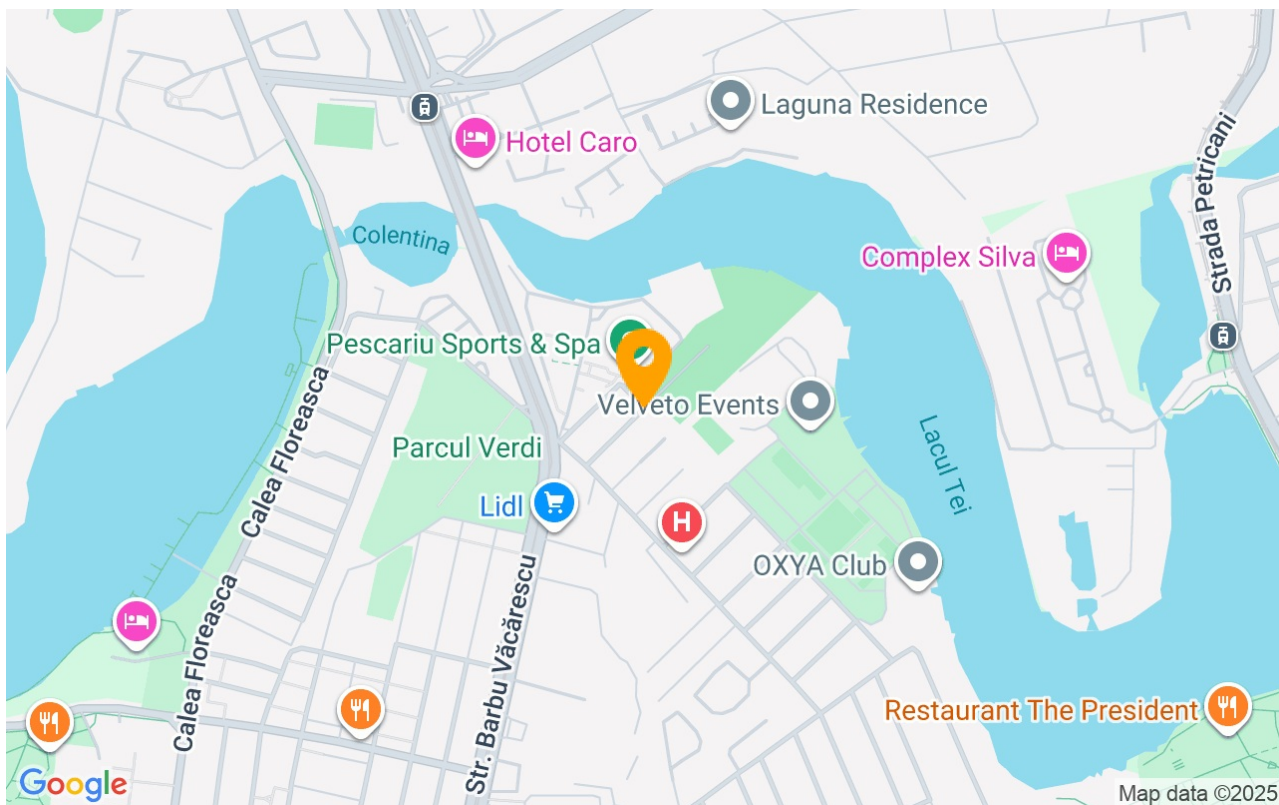 Laguna Residence
Hotel Caro
Strada Petricani
Colentina
Complex Silva
Pescariu Sports & Spa
Velveto Events
Calea Floreasca
Parcul Verdi
Lacul Tei
Lidl
H
OXYA Club
Calea Floreasca
Str. Barbu Văcărescu
Restaurant The President
Google
Map data ©2025